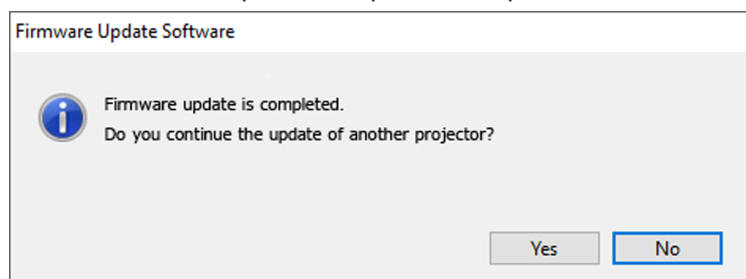 Firmware Update Software
Firmware update is completed.
Do you continue the update of another projector?
Yes
No